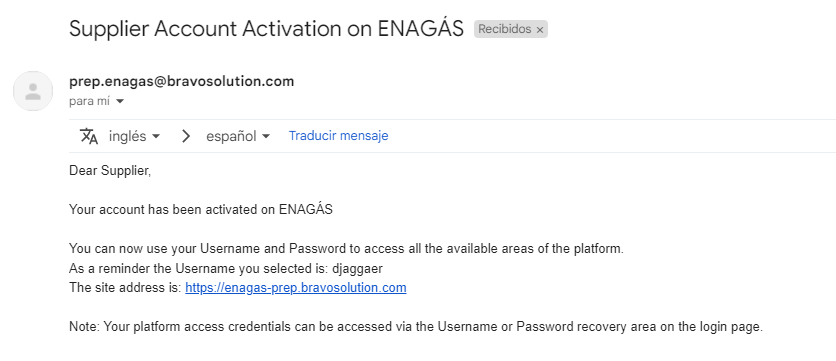 Supplier Account Activation on ENAGÁS Recibidos ×
prep.enagas@bravosolution.com
para mí
inglés > español Traducir mensaje
Dear Supplier,
Your account has been activated on ENAGÁS
You can now use your Username and Password to access all the available areas of the platform.
As a reminder the Username you selected is: djaggaer
The site address is: https://enagas-prep.bravosolution.com
Note: Your platform access credentials can be accessed via the Username or Password recovery area on the login page.